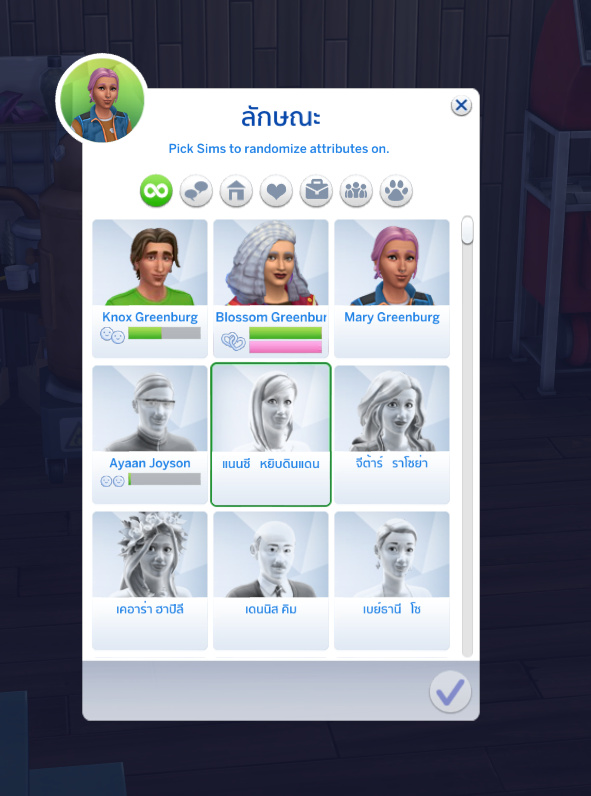 ลักษณะ
Pick Sims to randomize attributes on.
Knox Greenburg
Blossom Greenbur
Mary Greenburg
Ayaan Joyson
แนนซี หยิบดินแดน
จีต้าร์ ราโชย่า
เคอาร่า ฮาปิลี
เดนนิส คิม
เบย์ธานี โซ